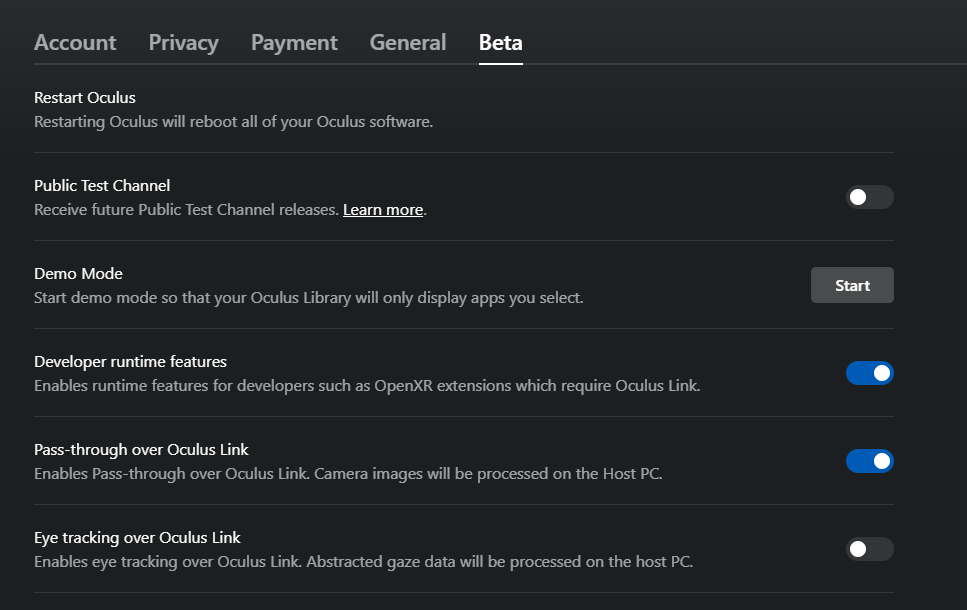 Account Privacy Payment General Beta
Restart Oculus
Restarting Oculus will reboot all of your Oculus software.
Public Test Channel
Receive future Public Test Channel releases. Learn more.
Demo Mode
Start demo mode so that your Oculus Library will only display apps you select.
Start
Developer runtime features
Enables runtime features for developers such as OpenXR extensions which require Oculus Link.
Pass-through over Oculus Link
Enables Pass-through over Oculus Link. Camera images will be processed on the Host PC.
Eye tracking over Oculus Link
Enables eye tracking over Oculus Link. Abstracted gaze data will be processed on the host PC.